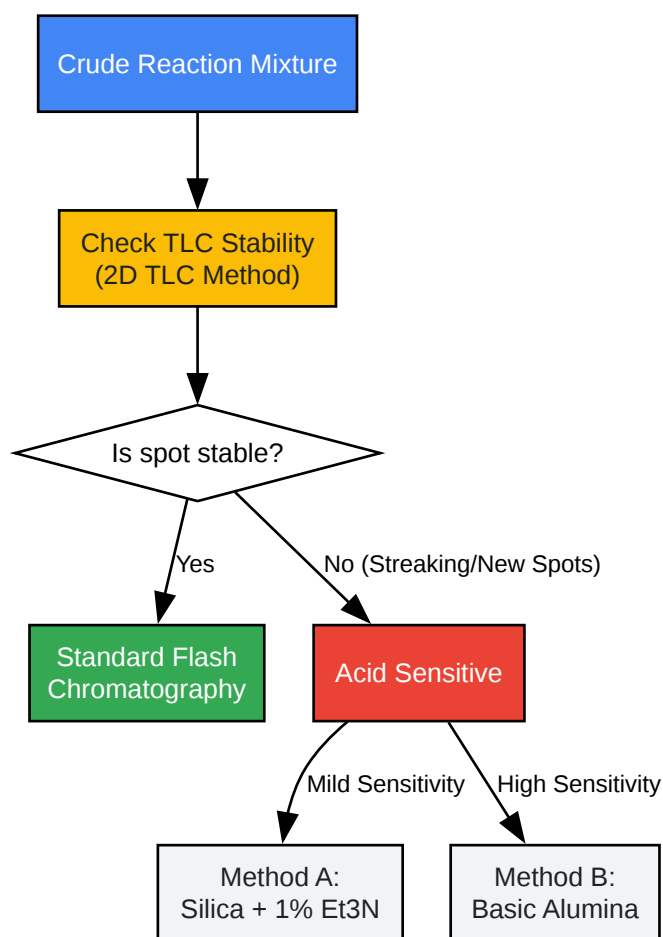 Crude Reaction Mixture
Check TLC Stability
(2D TLC Method)
Is spot stable?
Yes
No (Streaking/New Spots)
Standard Flash
Chromatography
Acid Sensitive
Mild Sensitivity
High Sensitivity
Method A:
Silica + 1% Et3N
Method B:
Basic Alumina